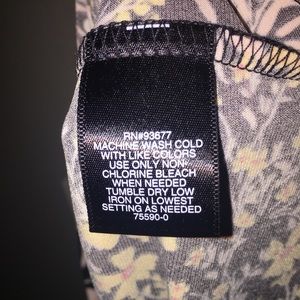 RN#93677
MACHINE WASH COLD
WITH LIKE COLORS
USE ONLY NON-
CHLORINE BLEACH
WHEN NEEDED
TUMBLE DRY LOW
IRON ON LOWEST
SETTING AS NEEDED
75590-0